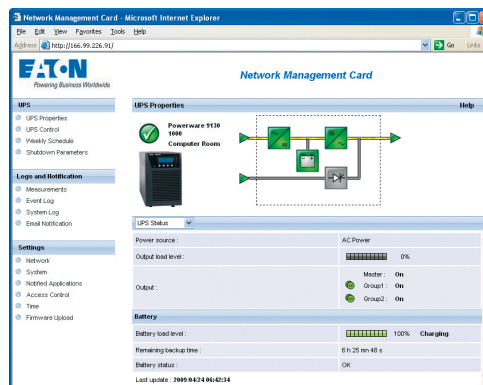 Network Management Card - Microsoft Internet Explorer
File Edit View Favorites Tools Help
Address http://166.99.226.91/ Go Links
EATON
Powering Business Worldwide
Network Management Card
UPS
UPS Properties
UPS Control
Weekly Schedule
Shutdown Parameters
Logs and Notification
Measurements
Event Log
System Log
Email Notification
Settings
Network
System
Notified Applications
Access Control
Time
Firmware Upload
UPS Properties Help
Powerware 9130
1000
Computer Room
UPS Status
Power source : AC Power
Output load level : 0%
Output :
Master : On
Group1 : On
Group2 : On
Battery
Battery load level : 100% Charging
Remaining backup time : 6 h 25 mn 48 s
Battery status : OK
Last update : 2009/04/24 06:42:34